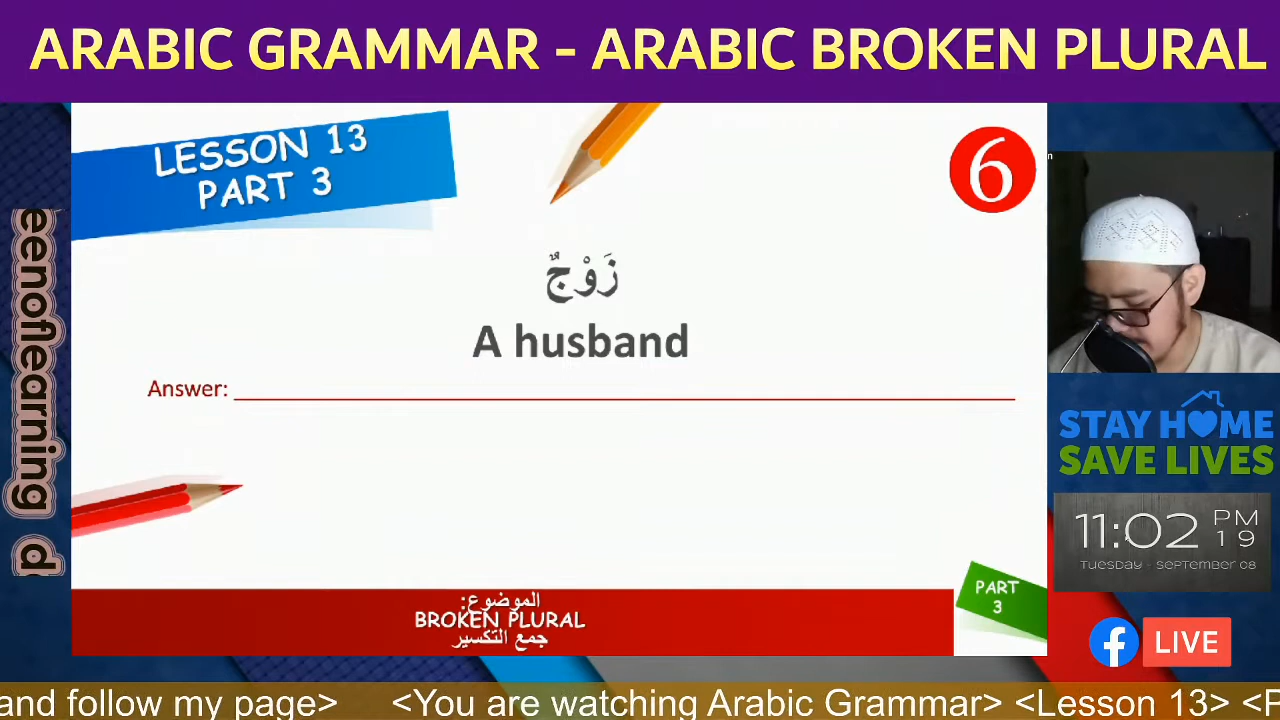 ARABIC GRAMMAR - ARABIC BROKEN PLURAL
LESSON 13
PART 3
6
n
زَوْجٌ
A husband
Answer:
eenoflearning d
STAY HOME
SAVE LIVES
11:02 PM
19
TUESDAY - SEPTEMBER 08
PART
3
الموضوع:
BROKEN PLURAL
جمع التكسير
f LIVE
and follow my page> <You are watching Arabic Grammar> <Lesson 13> <P